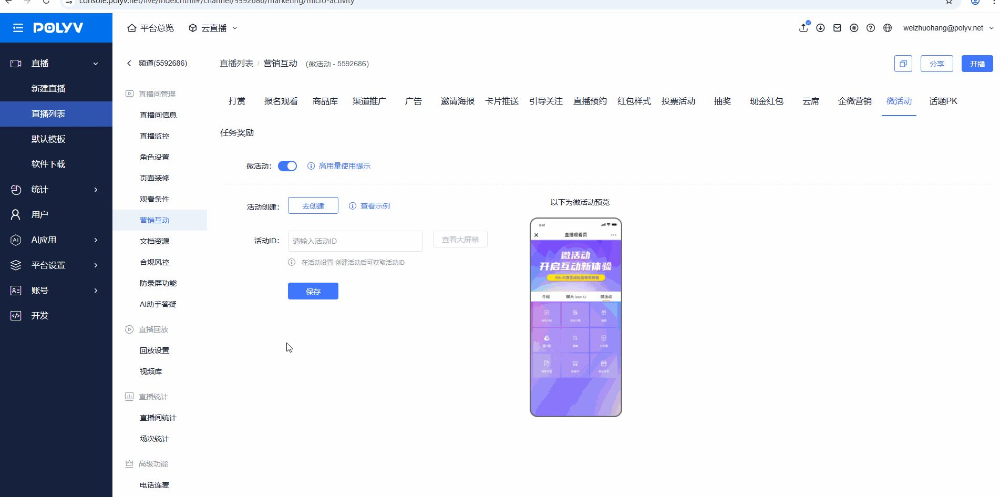 console.polyv.net/live/index.html#/channel/5592686/marketing/micro-activity
POLYV
平台总览
云直播
weizhuohang@polyv.net
直播
新建直播
直播列表
默认模板
软件下载
统计
用户
AI应用
平台设置
账号
开发
频道(5592686)
直播间管理
直播间信息
直播监控
角色设置
页面装修
观看条件
营销互动
文档资源
合规风控
防录屏功能
AI助手答疑
直播回放
回放设置
视频库
直播统计
直播间统计
场次统计
高级功能
电话连麦
直播列表 / 营销互动 (微活动 - 5592686)
分享
开播
打赏 报名观看 商品库 渠道推广 广告 邀请海报 卡片推送 引导关注 直播预约 红包样式 投票活动 抽奖 现金红包 云席 企微营销 微活动 话题PK
任务奖励
微活动：
高用量使用提示
活动创建：
去创建
查看示例
活动ID：
请输入活动ID
查看大屏幕
在活动设置-创建活动后可获取活动ID
保存
以下为微活动预览
9:41
直播观看页
微活动
开启互动新体验
60+大屏互动玩法等你体验
介绍 聊天(2231人) 微活动